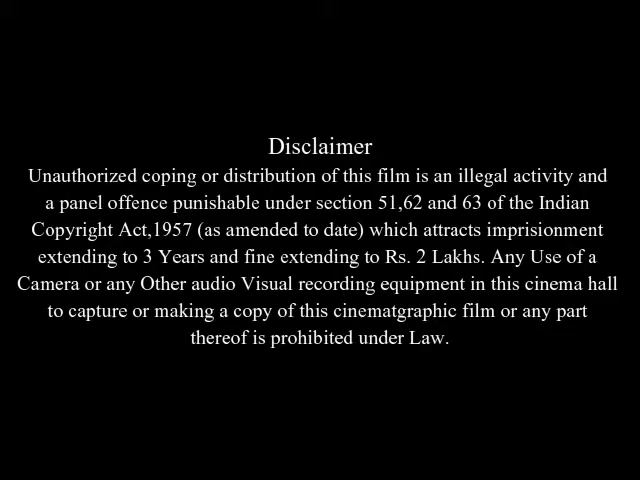 Disclaimer
Unauthorized coping or distribution of this film is an illegal activity and
a panel offence punishable under section 51,62 and 63 of the Indian
Copyright Act,1957 (as amended to date) which attracts imprisionment
extending to 3 Years and fine extending to Rs. 2 Lakhs. Any Use of a
Camera or any Other audio Visual recording equipment in this cinema hall
to capture or making a copy of this cinematgraphic film or any part
thereof is prohibited under Law.